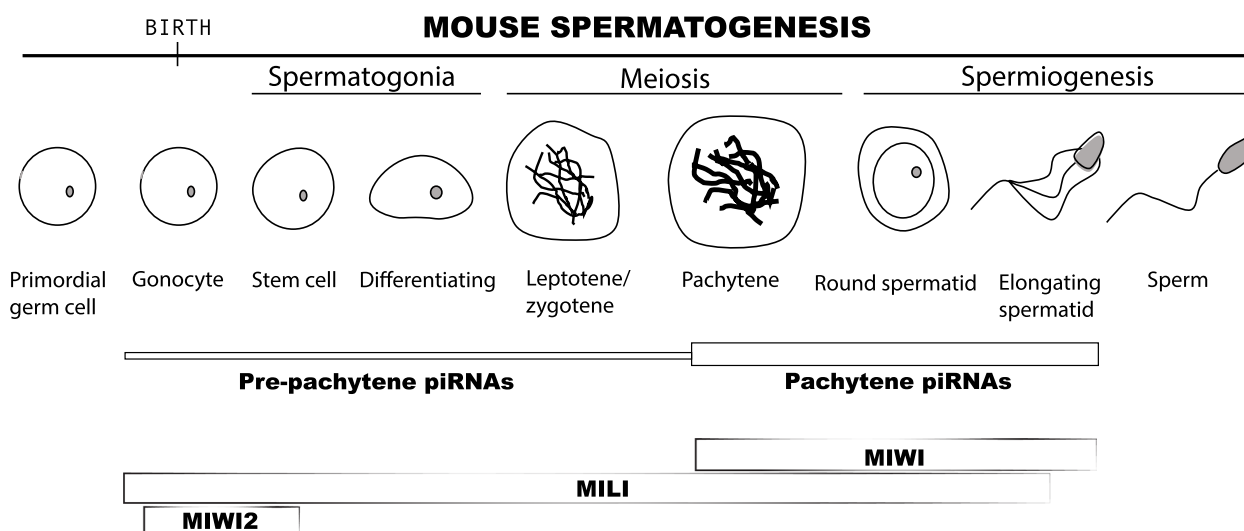 BIRTH
MOUSE SPERMATOGENESIS
Spermatogonia
Meiosis
Spermiogenesis
Primordial
germ cell
Gonocyte
Stem cell
Differentiating
Leptotene/
zygotene
Pachytene
Round spermatid
Elongating
spermatid
Sperm
Pre-pachytene piRNAs
Pachytene piRNAs
MIWI
MILI
MIWI2